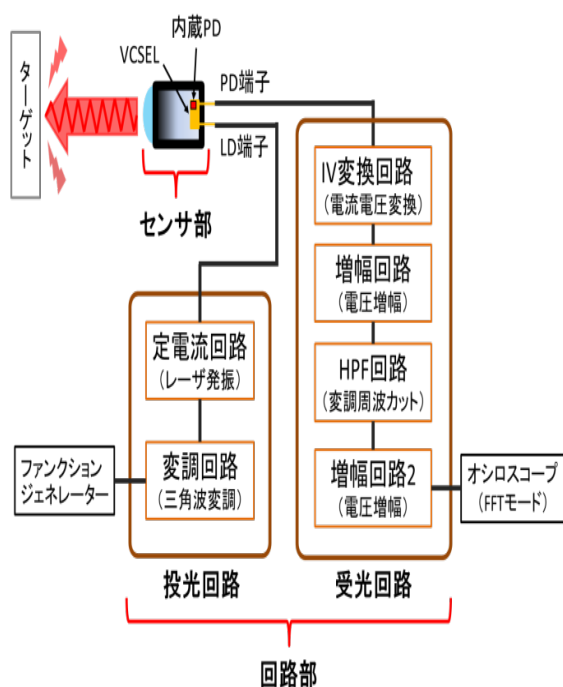 内蔵PD
VCSEL
PD端子
ターゲット
LD端子
センサ部
IV変換回路
(電流電圧変換)
増幅回路
(電圧増幅)
定電流回路
(レーザ発振)
HPF回路
(変調周波カット)
ファンクション
ジェネレーター
変調回路
(三角波変調)
増幅回路2
(電圧増幅)
オシロスコープ
(FFTモード)
投光回路
受光回路
回路部